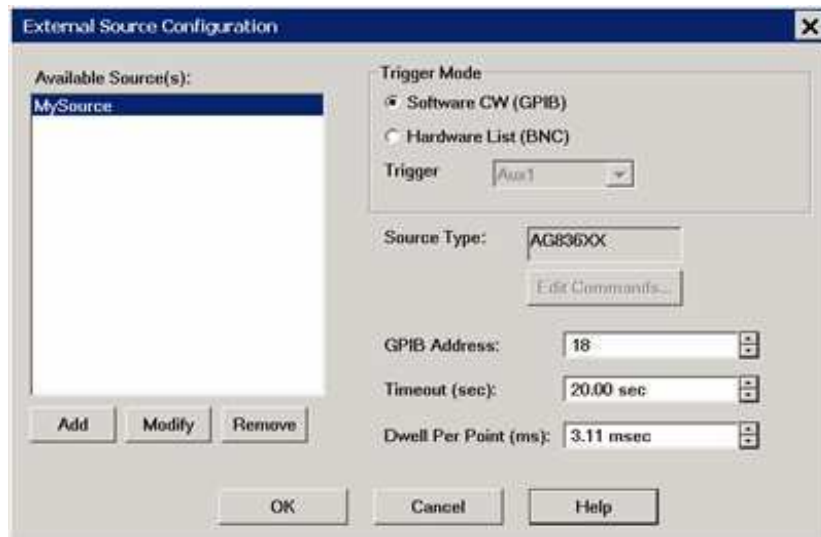 External Source Configuration
Available Source(s):
MySource
Add
Modify
Remove
Trigger Mode
Software CW (GPIB)
Hardware List (BNC)
Trigger
Aux1
Source Type:
AG836XX
Edit Commands...
GPIB Address:
18
Timeout (sec):
20.00 sec
Dwell Per Point (ms):
3.11 msec
OK
Cancel
Help